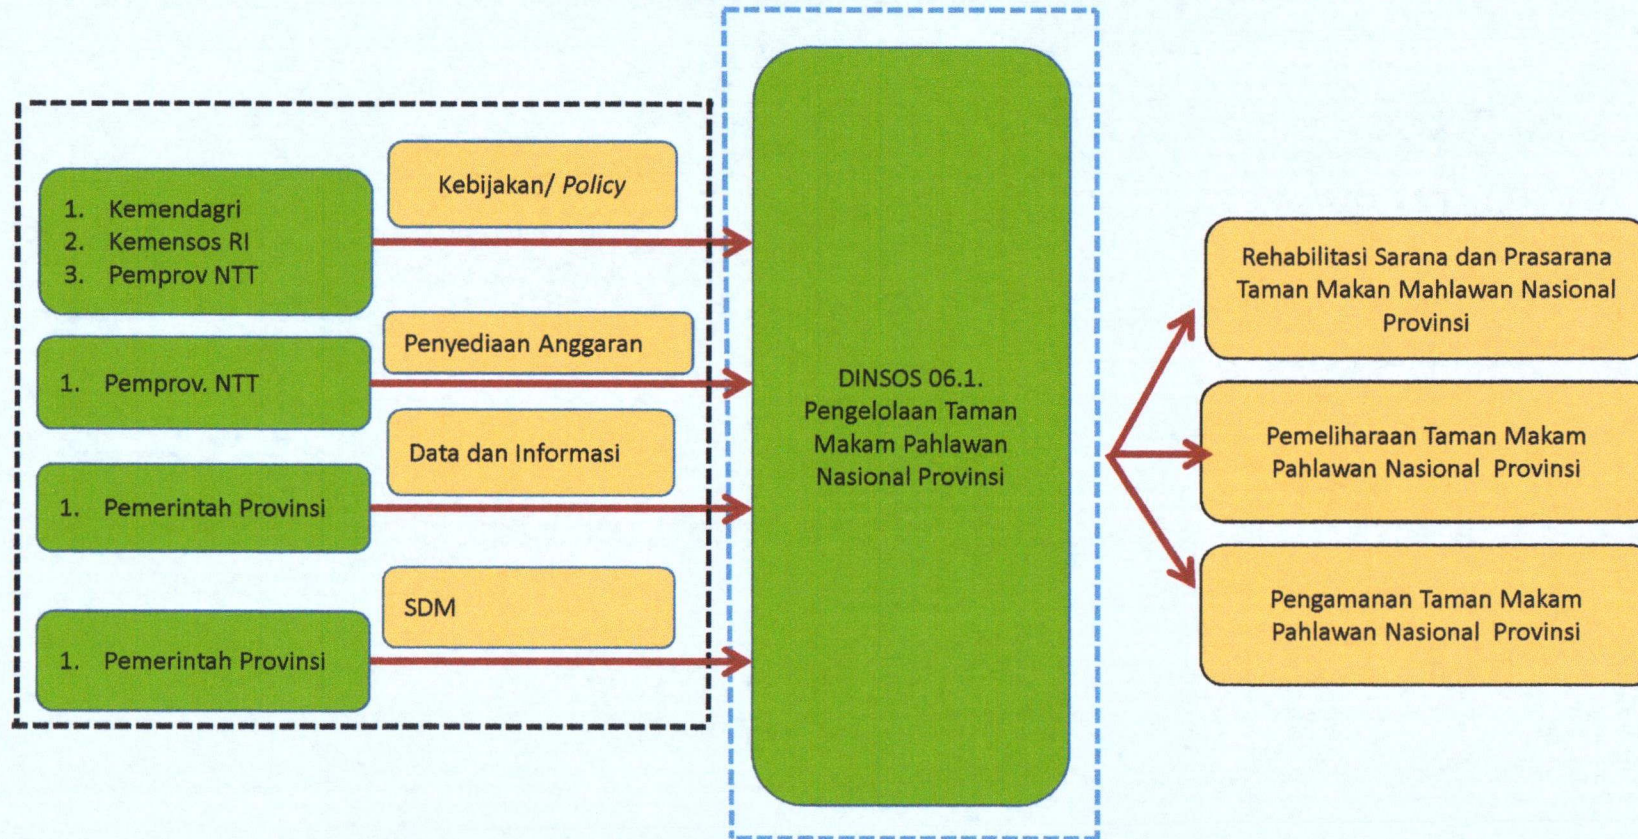 Kebijakan/ Policy
1. Kemendagri
2. Kemensos RI
3. Pemprov NTT
Penyediaan Anggaran
1. Pemprov. NTT
Data dan Informasi
1. Pemerintah Provinsi
SDM
1. Pemerintah Provinsi
DINSOS 06.1.
Pengelolaan Taman
Makam Pahlawan
Nasional Provinsi
Rehabilitasi Sarana dan Prasarana
Taman Makan Mahlawan Nasional
Provinsi
Pemeliharaan Taman Makam
Pahlawan Nasional Provinsi
Pengamanan Taman Makam
Pahlawan Nasional Provinsi